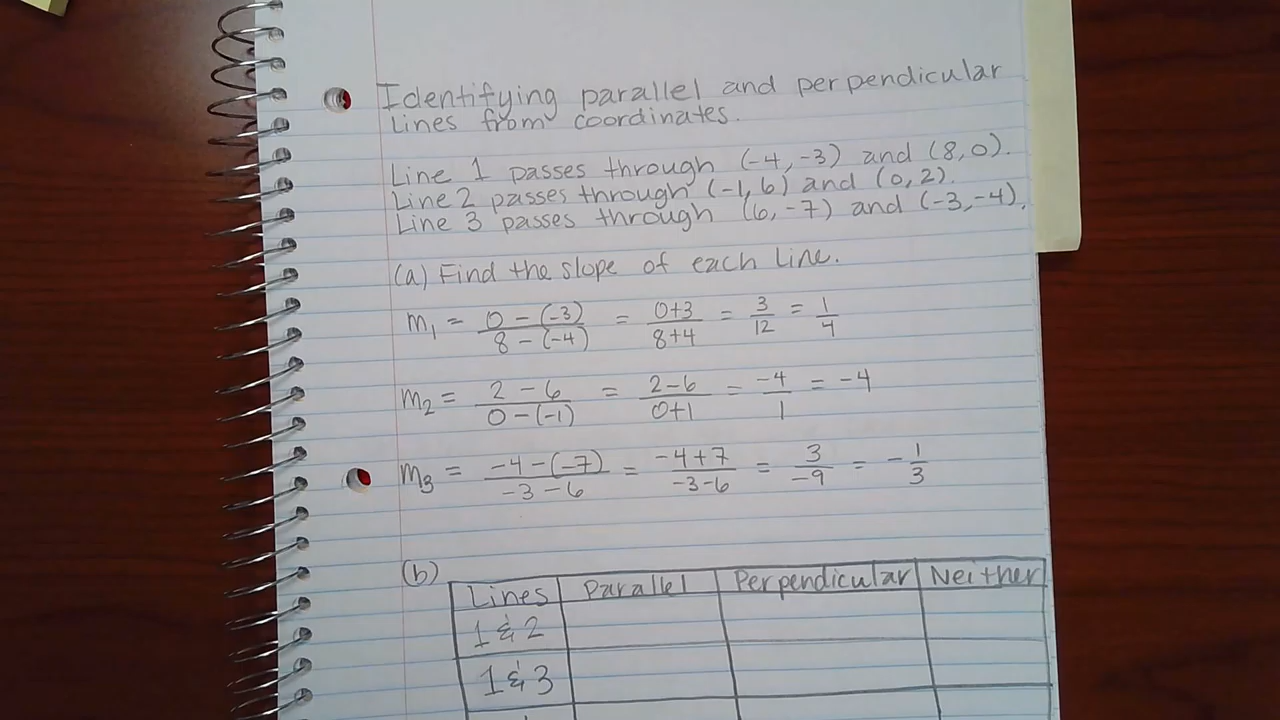 Identifying parallel and perpendicular
lines from coordinates.
Line 1 passes through (-4, -3) and (8, 0).
Line 2 passes through (-1, 6) and (0, 2).
Line 3 passes through (6, -7) and (-3, -4).
(a) Find the slope of each line.
m₁ = (0 - (-3))/(8 - (-4)) = (0+3)/(8+4) = 3/12 = 1/4
m₂ = (2 - 6)/(0 - (-1)) = (2-6)/(0+1) = -4/1 = -4
m₃ = (-4 - (-7))/(-3 - 6) = (-4+7)/(-3-6) = 3/-9 = -1/3
(b)
Lines Parallel Perpendicular Neither
1 & 2
1 & 3